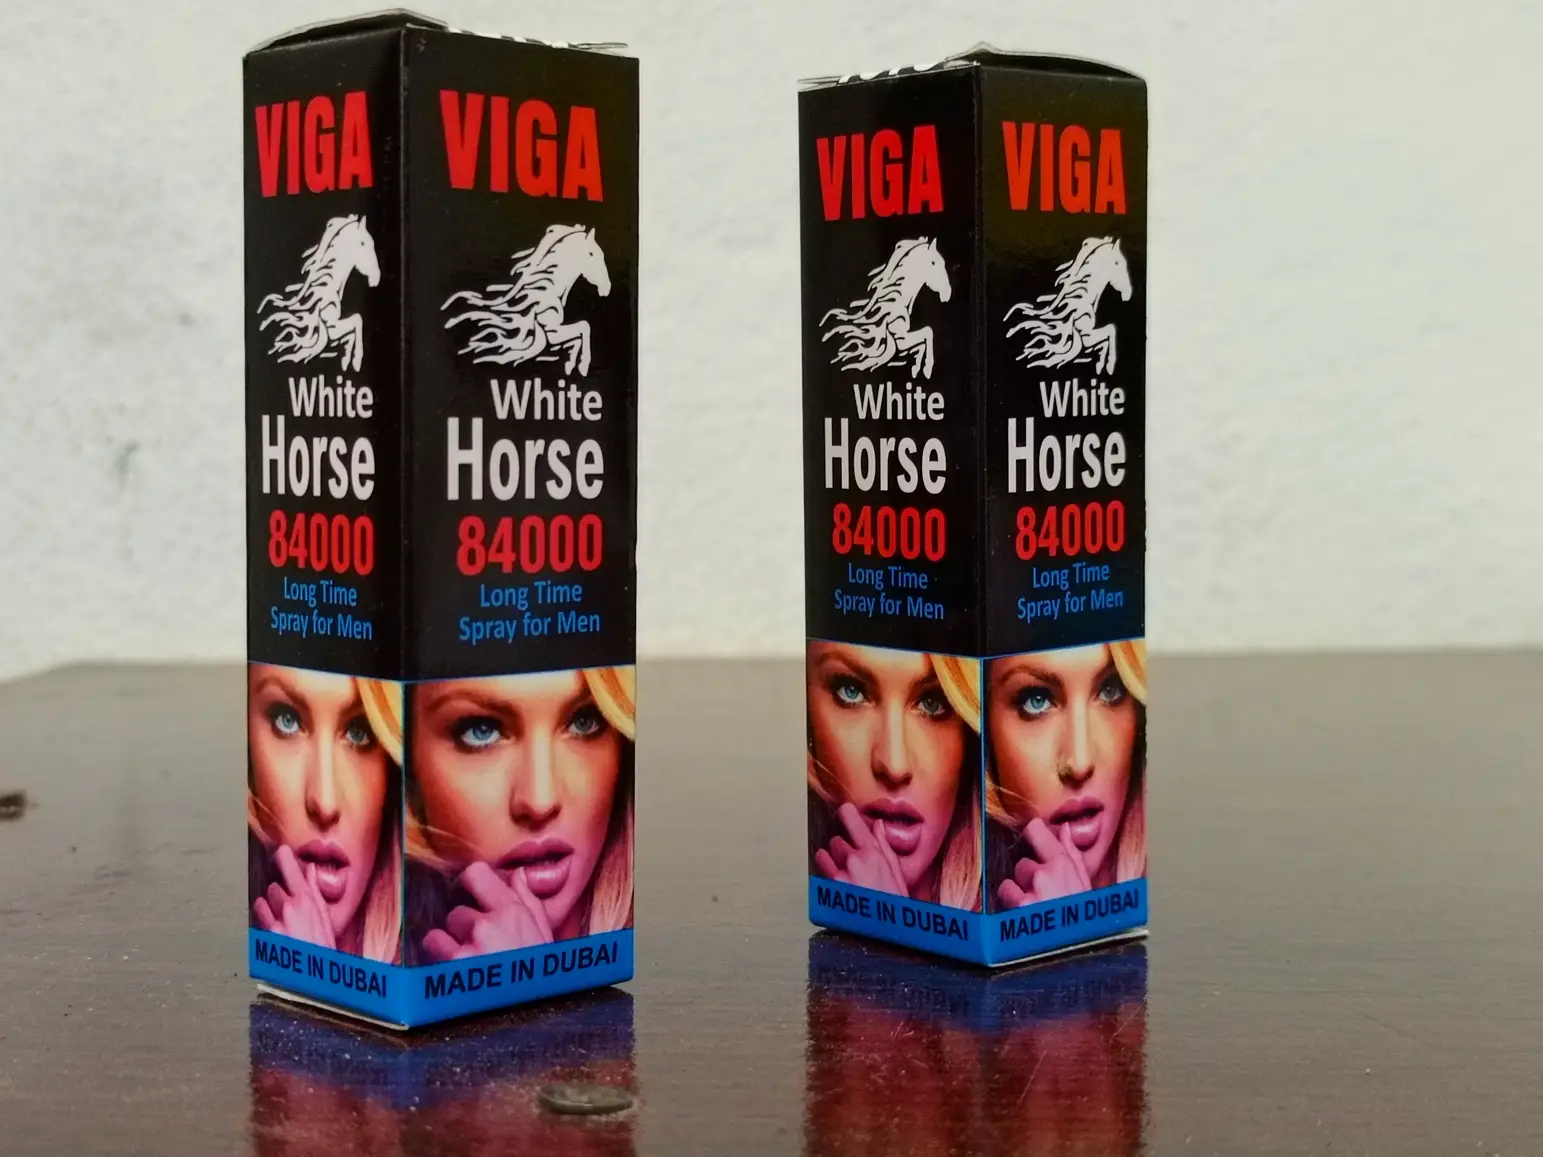 VIGA
White
Horse
84000
Long Time
Spray for Men
MADE IN DUBAI
VIGA
White
Horse
84000
Long Time
Spray for Men
MADE IN DUBAI
VIGA
White
Horse
84000
Long Time
Spray for Men
MADE IN DUBAI
VIGA
White
Horse
84000
Long Time
Spray for Men
MADE IN DUBAI